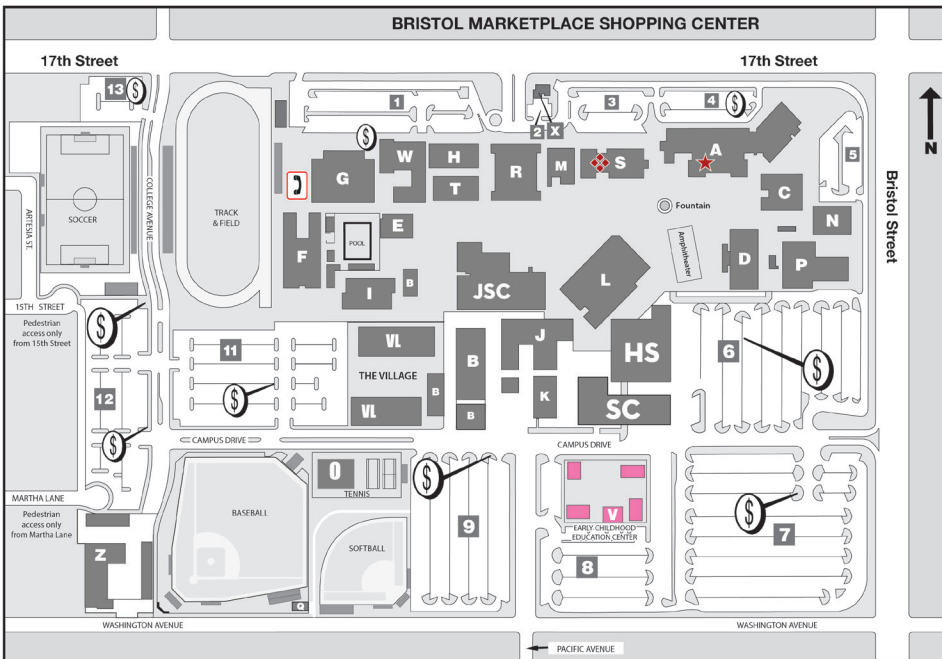 BRISTOL MARKETPLACE SHOPPING CENTER
17th Street
17th Street
13
$
1
3
4
$
2
X
5
N
$
W
H
R
M
S
A
G
T
C
SOCCER
COLLEGE AVENUE
TRACK
& FIELD
ARTESIA ST.
Fountain
Bristol Street
N
F
POOL
E
Amphitheater
D
P
I
B
JSC
L
15TH STREET
Pedestrian
access only
from 15th Street
$
11
VL
THE VILLAGE
VL
B
B
B
J
K
HS
SC
6
$
12
$
$
CAMPUS DRIVE
CAMPUS DRIVE
MARTHA LANE
Pedestrian
access only
from Martha Lane
Z
BASEBALL
O
TENNIS
SOFTBALL
Q
$
9
V
EARLY CHILDHOOD
EDUCATION CENTER
8
$
7
WASHINGTON AVENUE
WASHINGTON AVENUE
PACIFIC AVENUE